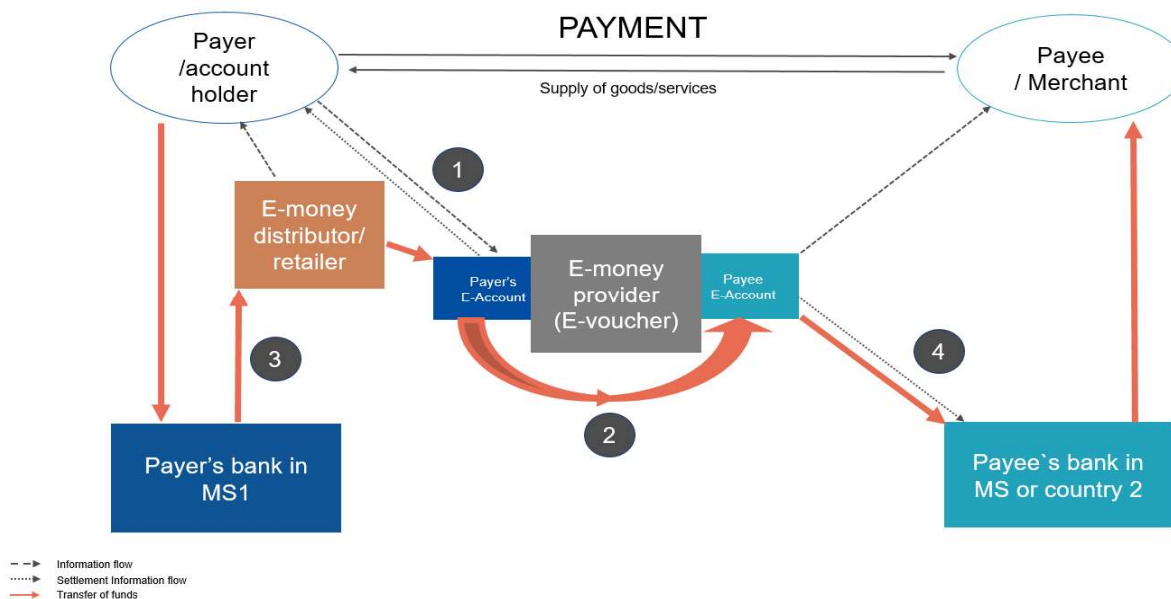 PAYMENT
Payer
/account
holder
Supply of goods/services
Payee
/ Merchant
1
E-money
distributor/
retailer
Payer's
E-Account
E-money
provider
(E-voucher)
Payee
E-Account
3
4
2
Payer’s bank in
MS1
Payee`s bank in
MS or country 2
Information flow
Settlement Information flow
Transfer of funds